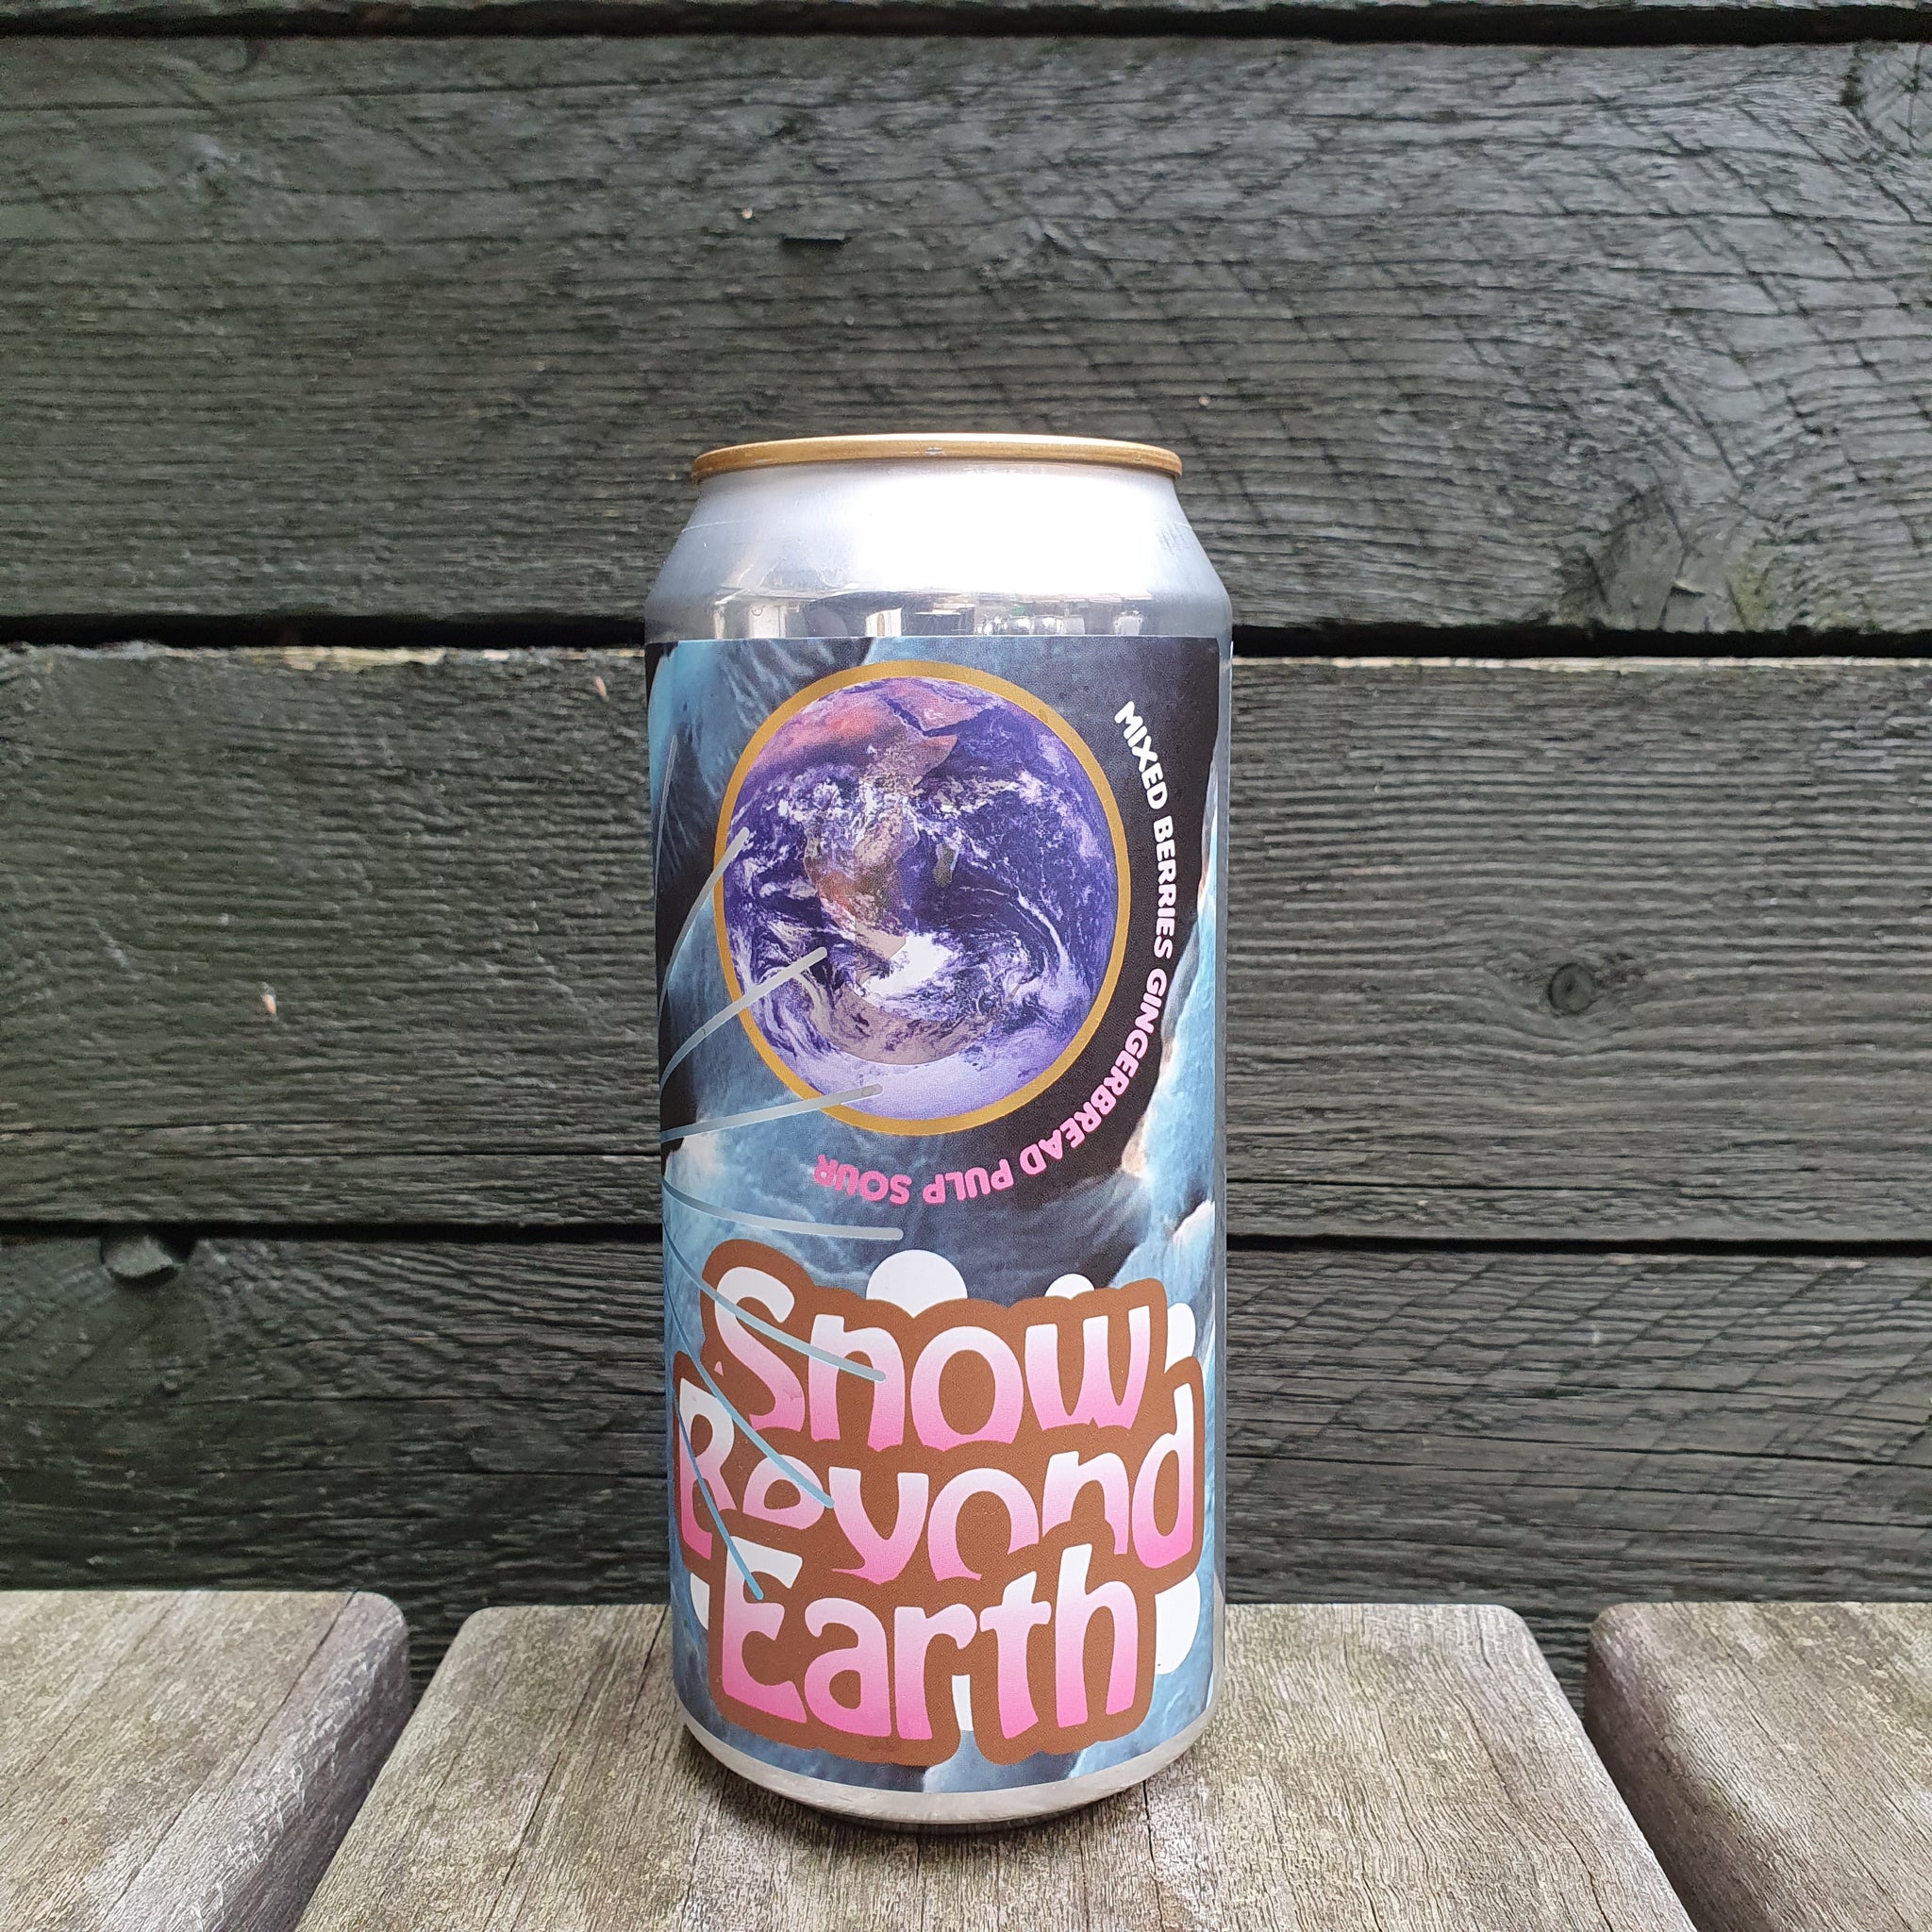 MIXED BERRIES GINGERBREAD PULP SOUR
Snow
Beyond
Earth